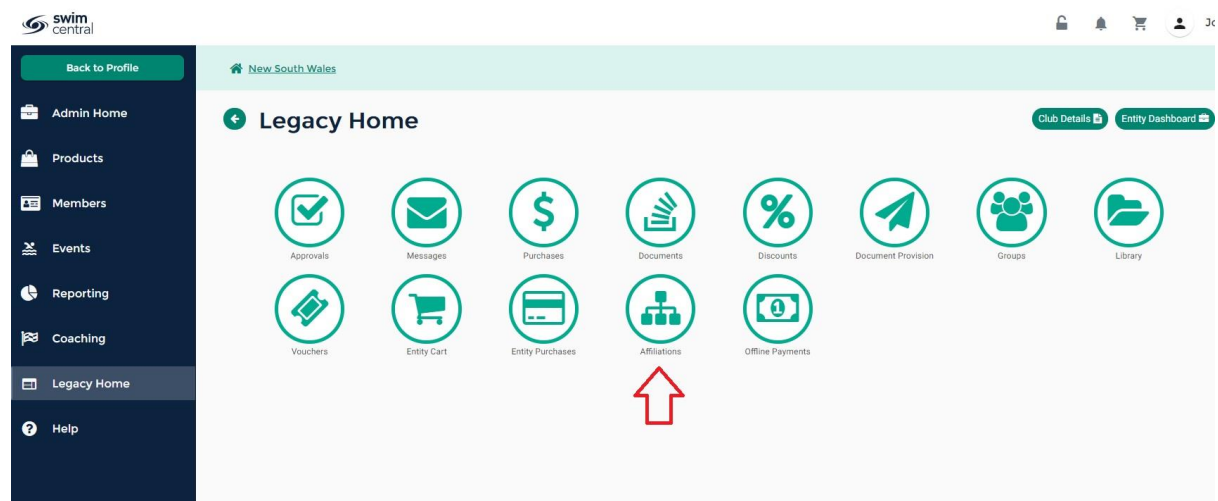 swim
central
Jo
Back to Profile
New South Wales
Admin Home
Legacy Home
Club Details
Entity Dashboard
Products
Members
Events
Reporting
Coaching
Legacy Home
Help
Approvals
Messages
Purchases
Documents
Discounts
Document Provision
Groups
Library
Vouchers
Entity Cart
Entity Purchases
Affiliations
Offline Payments